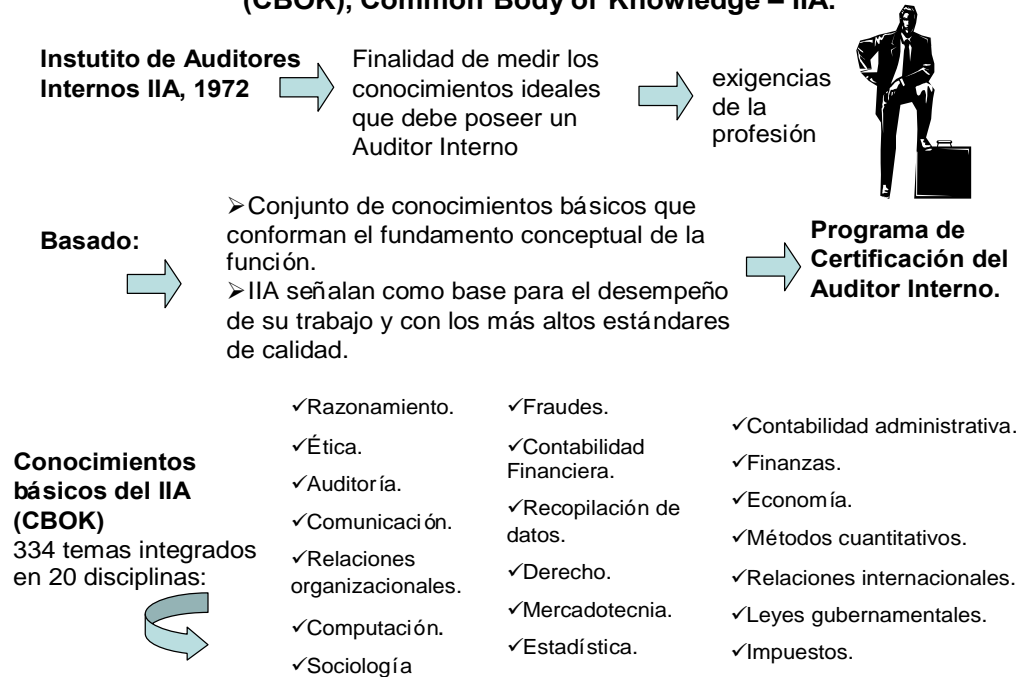 (CBOK), Common Body of Knowledge – IIA.
Instutito de Auditores
Internos IIA, 1972
Finalidad de medir los
conocimientos ideales
que debe poseer un
Auditor Interno
exigencias
de la
profesión
Basado:
➢Conjunto de conocimientos básicos que
conforman el fundamento conceptual de la
función.
➢IIA señalan como base para el desempeño
de su trabajo y con los más altos estándares
de calidad.
Programa de
Certificación del
Auditor Interno.
Conocimientos
básicos del IIA
(CBOK)
334 temas integrados
en 20 disciplinas:
✓Razonamiento.
✓Ética.
✓Auditoría.
✓Comunicación.
✓Relaciones
organizacionales.
✓Computación.
✓Sociología
✓Fraudes.
✓Contabilidad
Financiera.
✓Recopilación de
datos.
✓Derecho.
✓Mercadotecnia.
✓Estadística.
✓Contabilidad administrativa.
✓Finanzas.
✓Economía.
✓Métodos cuantitativos.
✓Relaciones internacionales.
✓Leyes gubernamentales.
✓Impuestos.